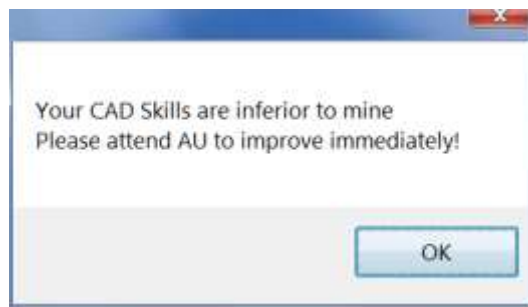 Your CAD Skills are inferior to mine
Please attend AU to improve immediately!
OK